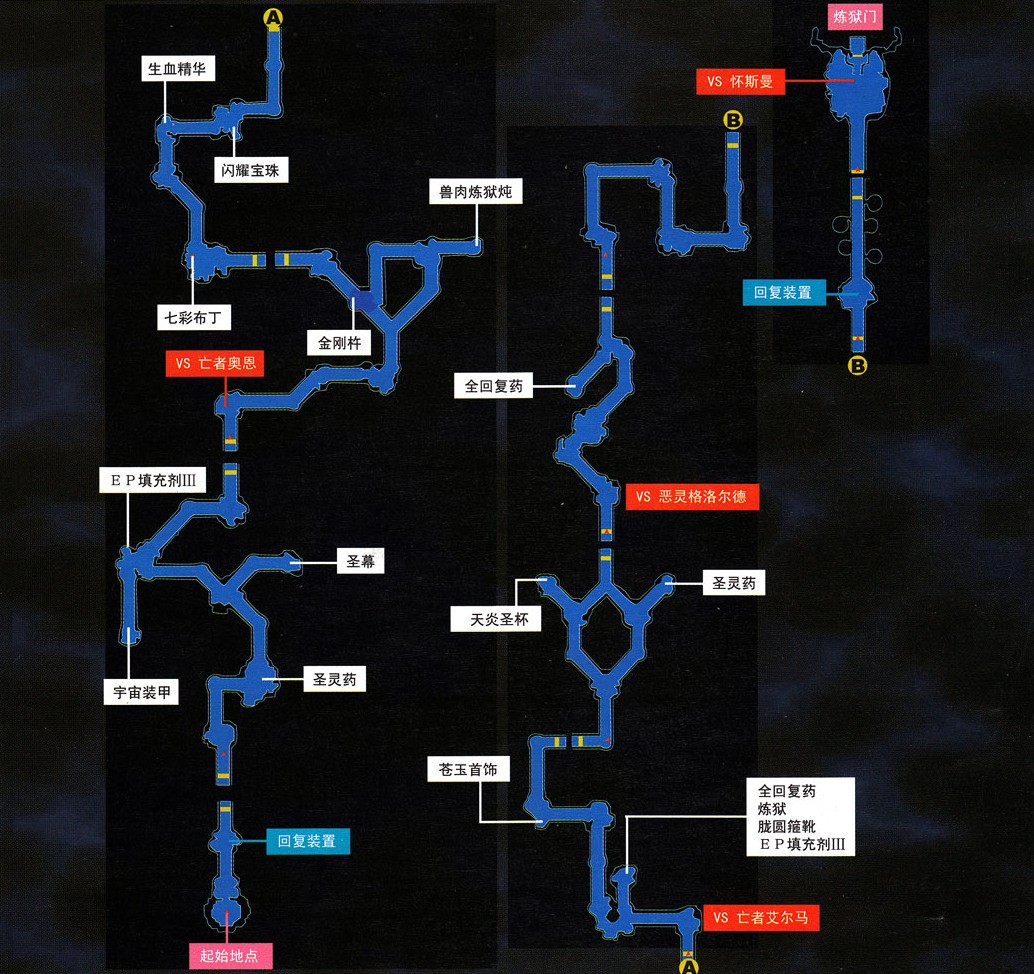 A
生血精华
闪耀宝珠
兽肉炼狱炖
七彩布丁
金刚杵
VS 亡者奥恩
ＥＰ填充剂Ⅲ
圣幕
宇宙装甲
圣灵药
回复装置
起始地点
B
全回复药
VS 恶灵格洛尔德
天炎圣杯
圣灵药
苍玉首饰
全回复药
炼狱
胧圆箍靴
ＥＰ填充剂Ⅲ
VS 亡者艾尔马
A
炼狱门
VS 怀斯曼
回复装置
B